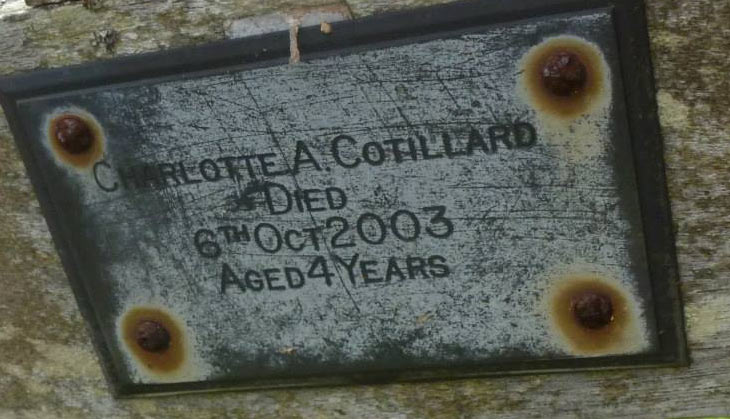 CHARLOTTE A. COTILLARD
DIED
6TH OCT 2003
AGED 4 YEARS